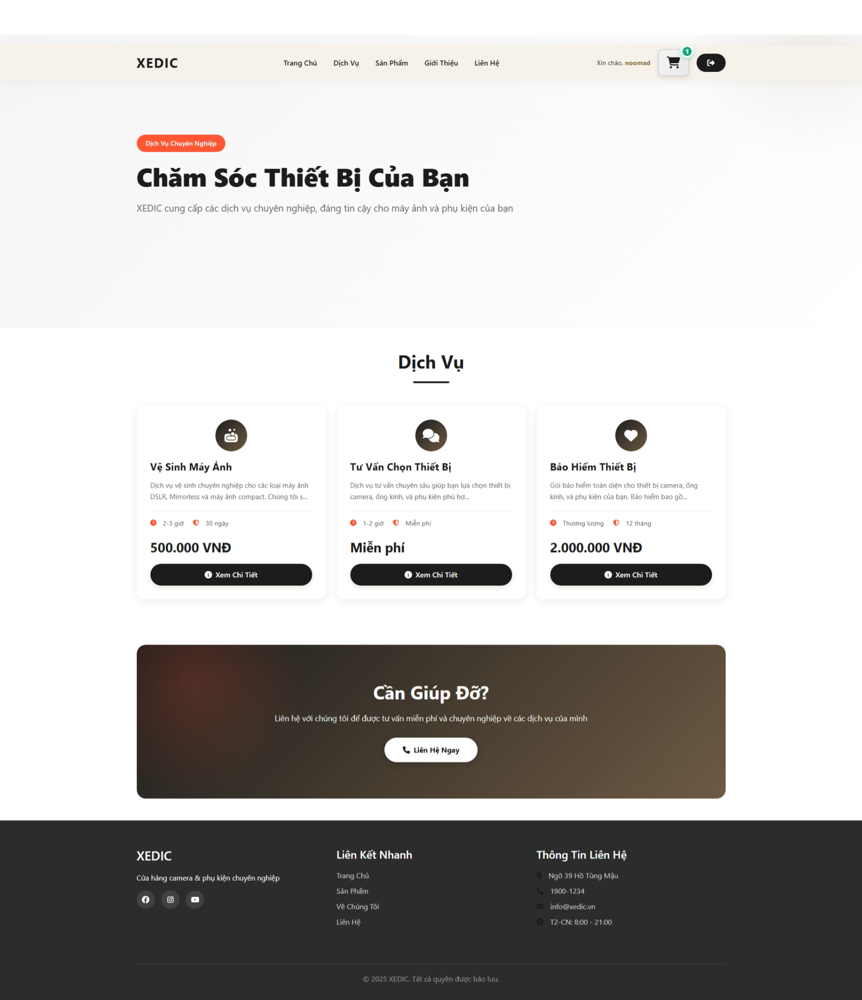 XEDIC
Trang Chủ
Dịch Vụ
Sản Phẩm
Giới Thiệu
Liên Hệ
Xin chào, noomad
1
Dịch Vụ Chuyên Nghiệp
Chăm Sóc Thiết Bị Của Bạn
XEDIC cung cấp các dịch vụ chuyên nghiệp, đáng tin cậy cho máy ảnh và phụ kiện của bạn
Dịch Vụ
Vệ Sinh Máy Ảnh
Dịch vụ vệ sinh chuyên nghiệp cho các loại máy ảnh
DSLR, Mirrorless và máy ảnh compact. Chúng tôi s...
2-3 giờ
30 ngày
500.000 VNĐ
Xem Chi Tiết
Tư Vấn Chọn Thiết Bị
Dịch vụ tư vấn chuyên sâu giúp bạn lựa chọn thiết bị
camera, ống kính, và phụ kiện phù hợ...
1-2 giờ
Miễn phí
Miễn phí
Xem Chi Tiết
Bảo Hiểm Thiết Bị
Gói bảo hiểm toàn diện cho thiết bị camera, ống
kính, và phụ kiện của bạn. Bảo hiểm bao gồ...
Thương lượng
12 tháng
2.000.000 VNĐ
Xem Chi Tiết
Cần Giúp Đỡ?
Liên hệ với chúng tôi để được tư vấn miễn phí và chuyên nghiệp về các dịch vụ của mình
Liên Hệ Ngay
XEDIC
Cửa hàng camera & phụ kiện chuyên nghiệp
Liên Kết Nhanh
Trang Chủ
Sản Phẩm
Về Chúng Tôi
Liên Hệ
Thông Tin Liên Hệ
Ngõ 39 Hồ Tùng Mậu
1900-1234
info@xedic.vn
T2-CN: 8:00 - 21:00
© 2025 XEDIC. Tất cả quyền được bảo lưu.